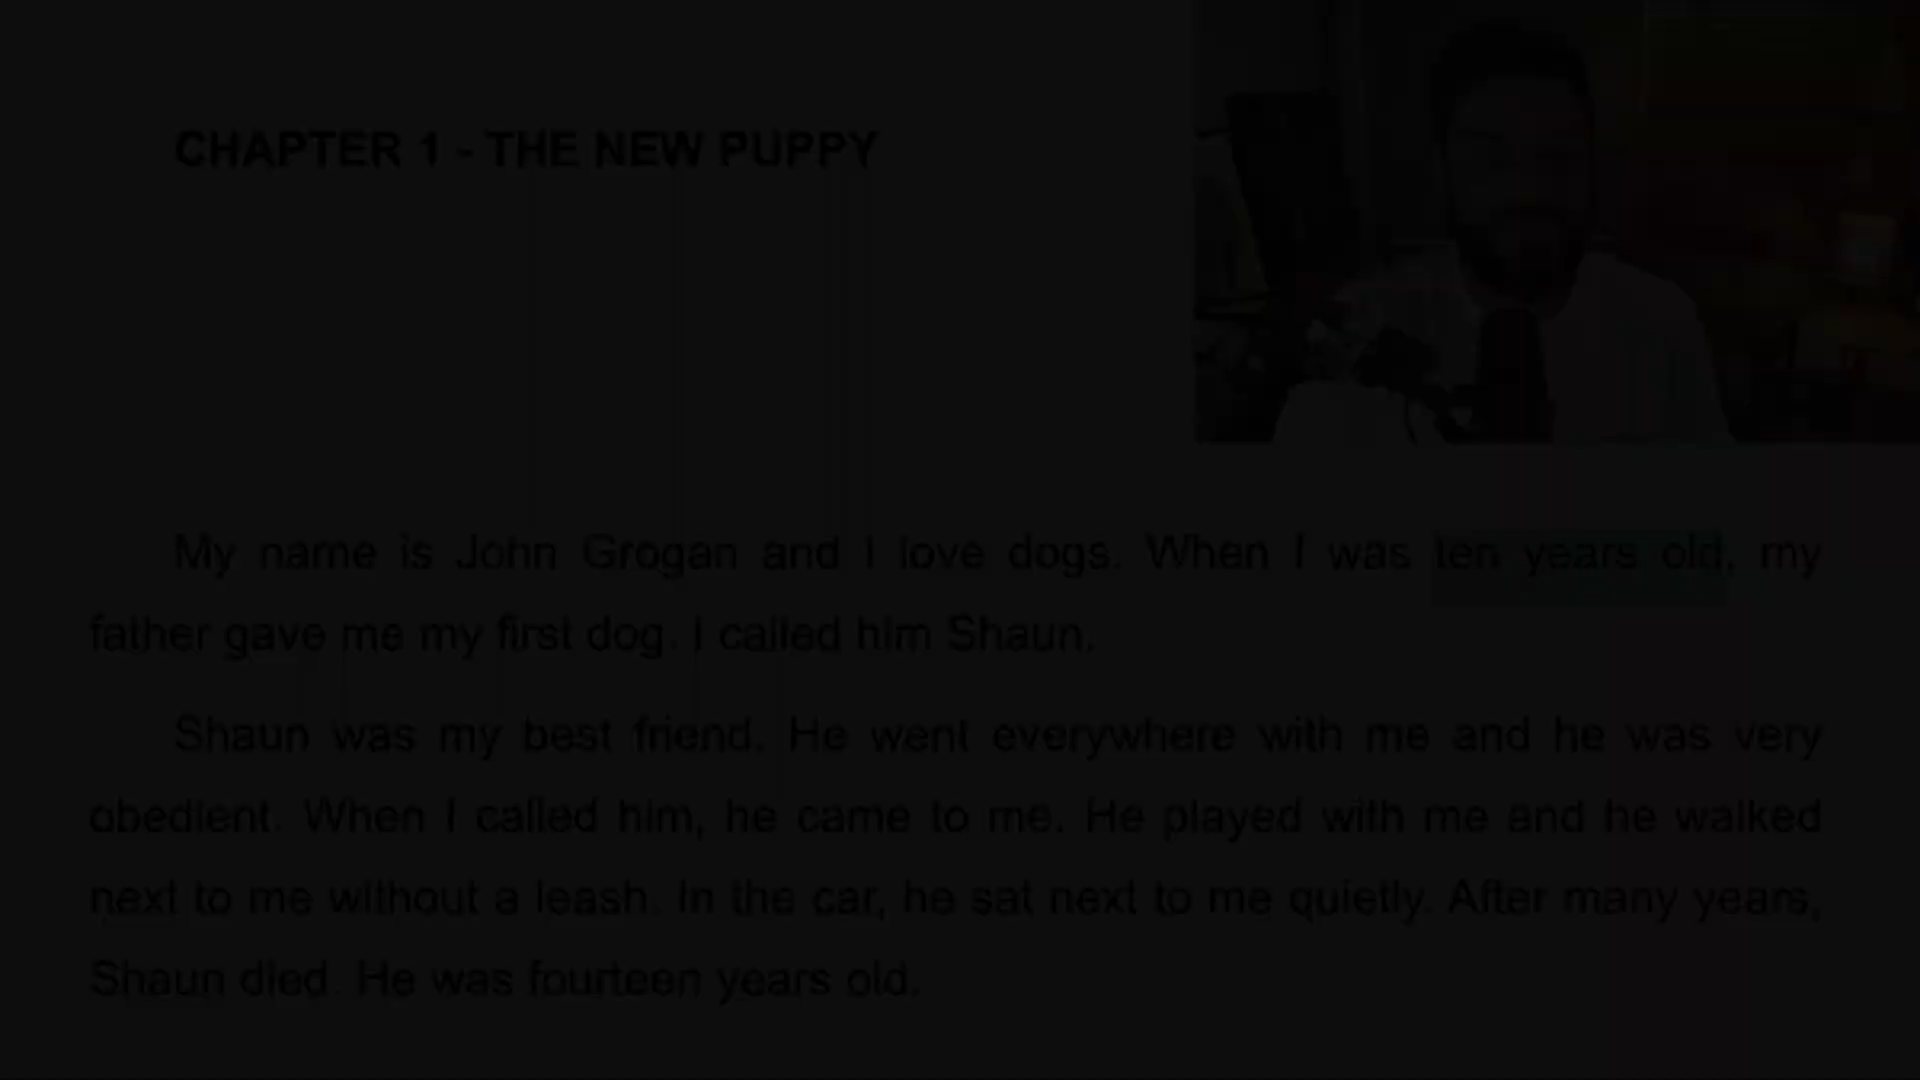 CHAPTER 1 - THE NEW PUPPY
My name is John Grogan and I love dogs. When I was ten years old, my
father gave me my first dog. I called him Shaun.
Shaun was my best friend. He went everywhere with me and he was very
obedient. When I called him, he came to me. He played with me and he walked
next to me without a leash. In the car, he sat next to me quietly. After many years,
Shaun died. He was fourteen years old.